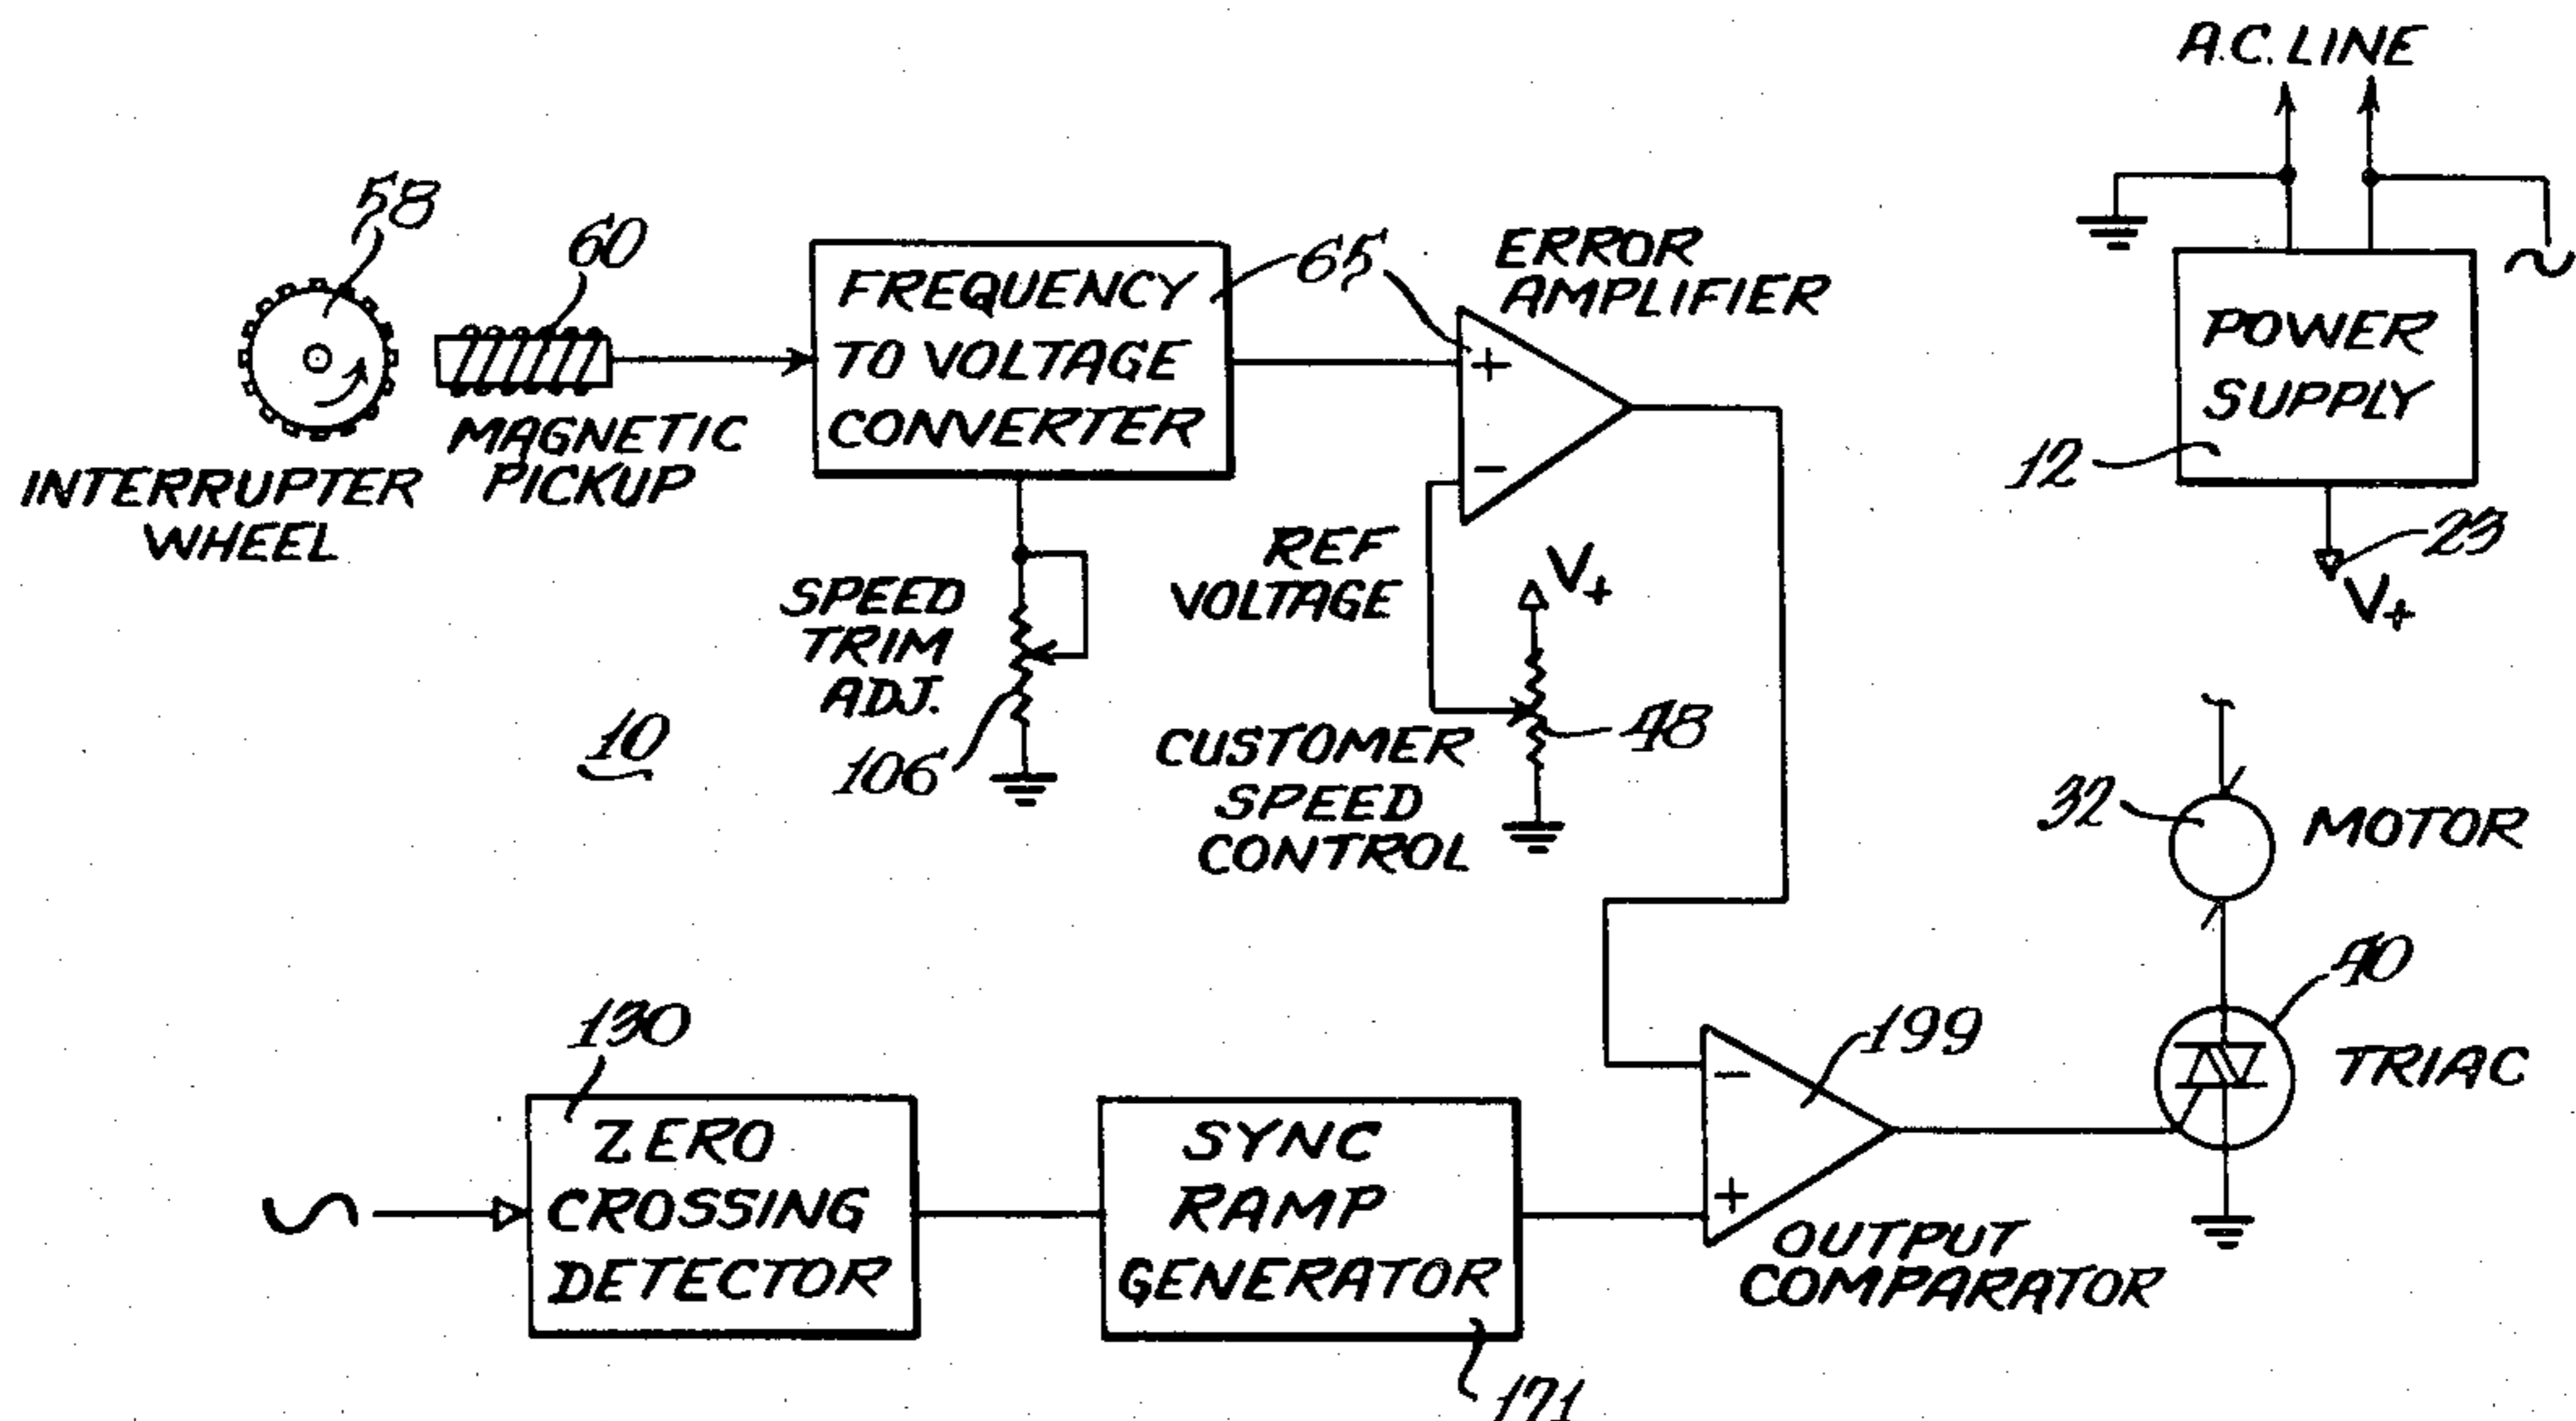 A.C. LINE
58
60
65
FREQUENCY
TO VOLTAGE
CONVERTER
ERROR
AMPLIFIER
+
−
POWER
SUPPLY
12
23
V+
MAGNETIC
PICKUP
INTERRUPTER
WHEEL
SPEED
TRIM
ADJ.
106
10
REF
VOLTAGE
V+
48
CUSTOMER
SPEED
CONTROL
32
MOTOR
40
TRIAC
130
ZERO
CROSSING
DETECTOR
SYNC
RAMP
GENERATOR
171
199
−
+
OUTPUT
COMPARATOR